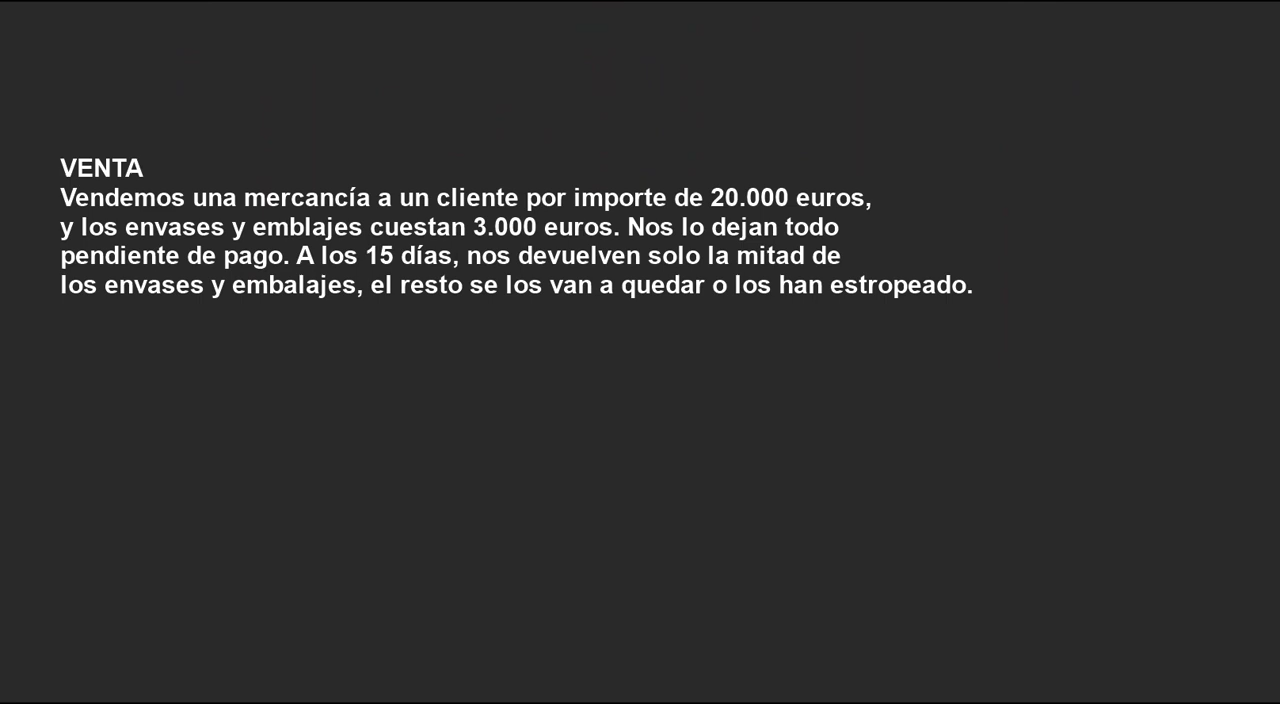 VENTA
Vendemos una mercancía a un cliente por importe de 20.000 euros,
y los envases y emblajes cuestan 3.000 euros. Nos lo dejan todo
pendiente de pago. A los 15 días, nos devuelven solo la mitad de
los envases y embalajes, el resto se los van a quedar o los han estropeado.